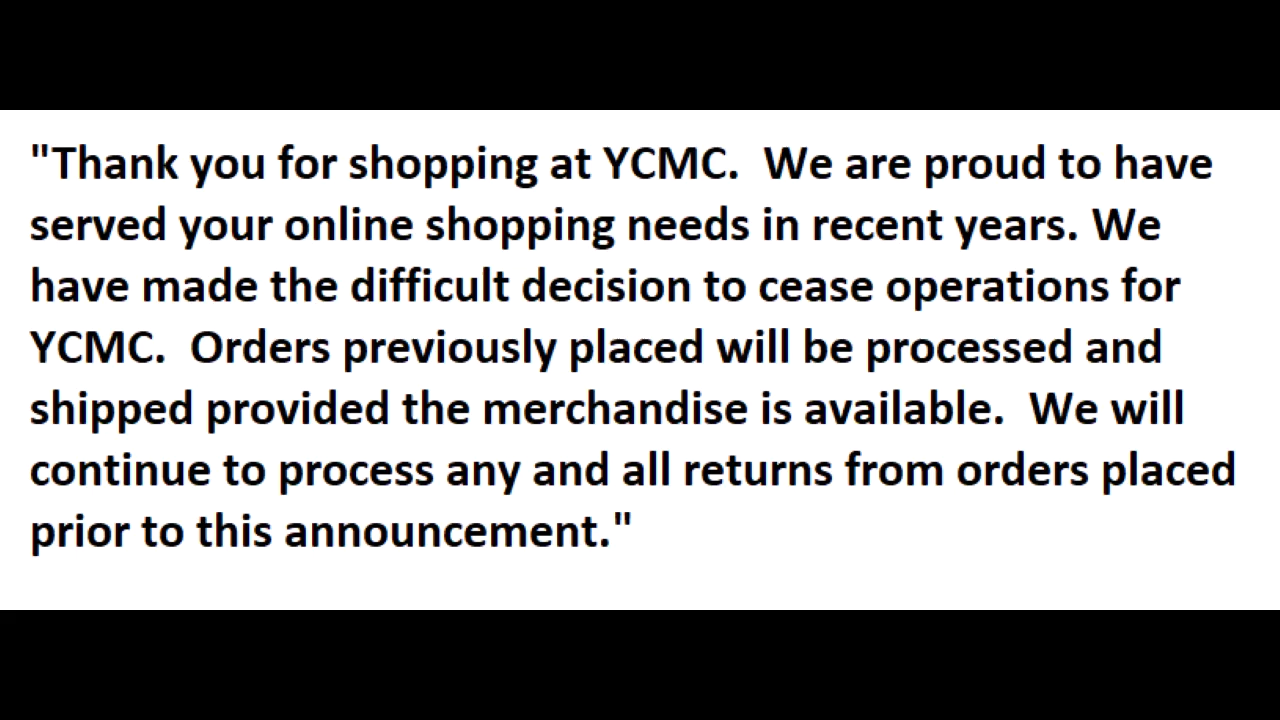 "Thank you for shopping at YCMC.  We are proud to have
served your online shopping needs in recent years. We
have made the difficult decision to cease operations for
YCMC.  Orders previously placed will be processed and
shipped provided the merchandise is available.  We will
continue to process any and all returns from orders placed
prior to this announcement."